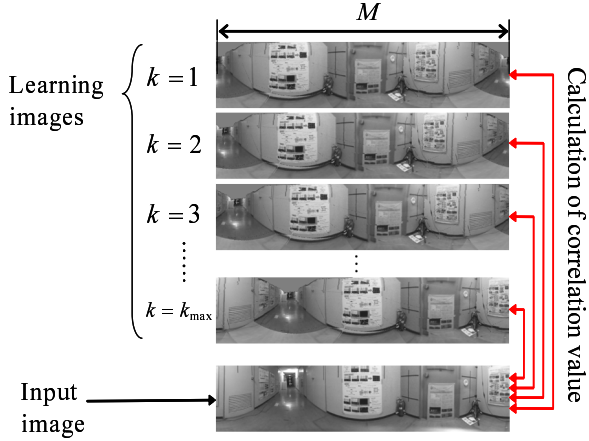 M
Learning
images
k = 1
k = 2
k = 3
k = kmax
Input
image
Calculation of correlation value